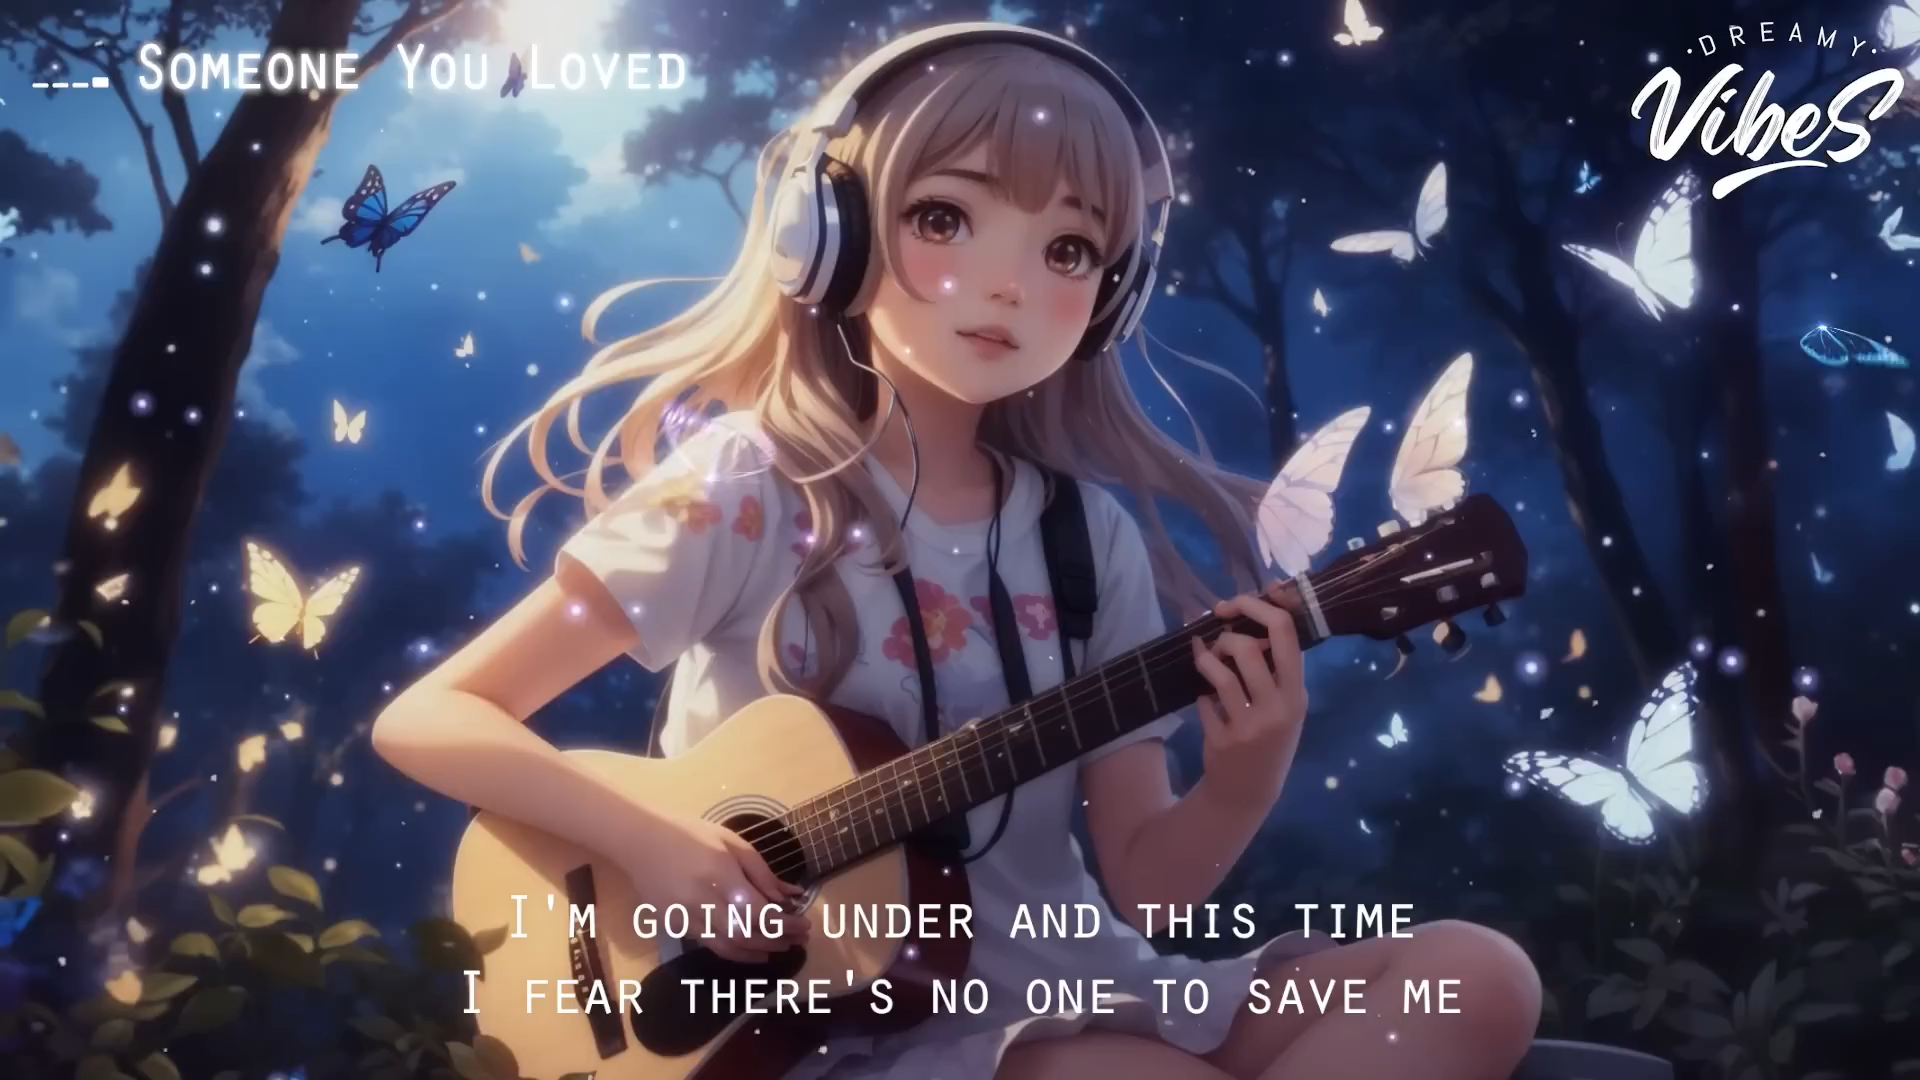 Someone You Loved
DREAMY
Vibes
I'M GOING UNDER AND THIS TIME
I FEAR THERE'S NO ONE TO SAVE ME